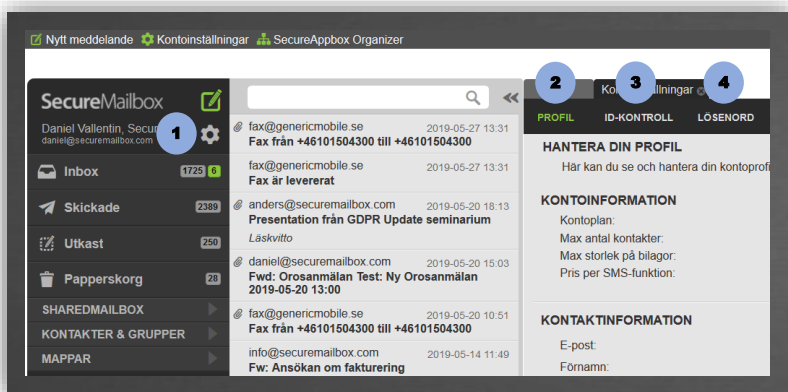 Nytt meddelande Kontoinställningar SecureAppbox Organizer
SecureMailbox
Daniel Vallentin, Secur
daniel@securemailbox.com
1
Inbox 1725 6
Skickade 2389
Utkast 250
Papperskorg 28
SHAREDMAILBOX
KONTAKTER & GRUPPER
MAPPAR
fax@genericmobile.se 2019-05-27 13:31
Fax från +46101504300 till +46101504300
fax@genericmobile.se 2019-05-27 13:31
Fax är levererat
anders@securemailbox.com 2019-05-20 18:13
Presentation från GDPR Update seminarium
Läskvitto
daniel@securemailbox.com 2019-05-20 15:03
Fwd: Orosanmälan Test: Ny Orosanmälan
2019-05-20 13:00
fax@genericmobile.se 2019-05-20 10:51
Fax från +46101504300 till +46101504300
info@securemailbox.com 2019-05-14 11:49
Fw: Ansökan om fakturering
2 3 4
Kon llningar
PROFIL ID-KONTROLL LÖSENORD
HANTERA DIN PROFIL
Här kan du se och hantera din kontoprofi
KONTOINFORMATION
Kontoplan:
Max antal kontakter:
Max storlek på bilagor:
Pris per SMS-funktion:
KONTAKTINFORMATION
E-post:
Förnamn: